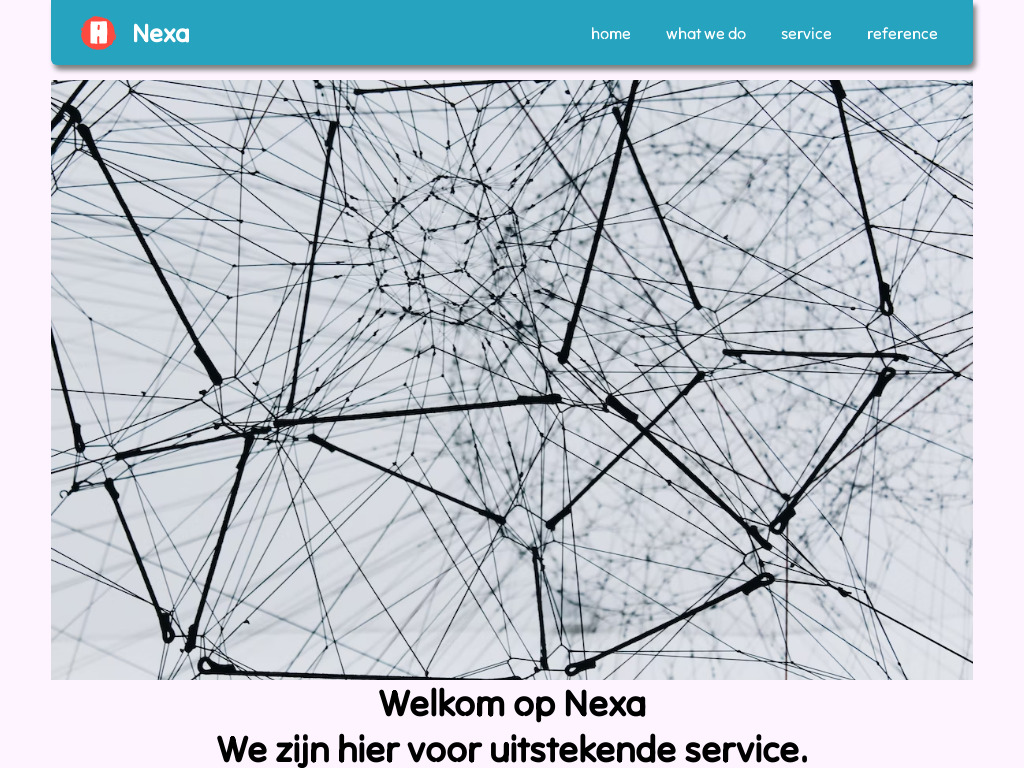 Nexa
home what we do service reference
Welkom op Nexa
We zijn hier voor uitstekende service.